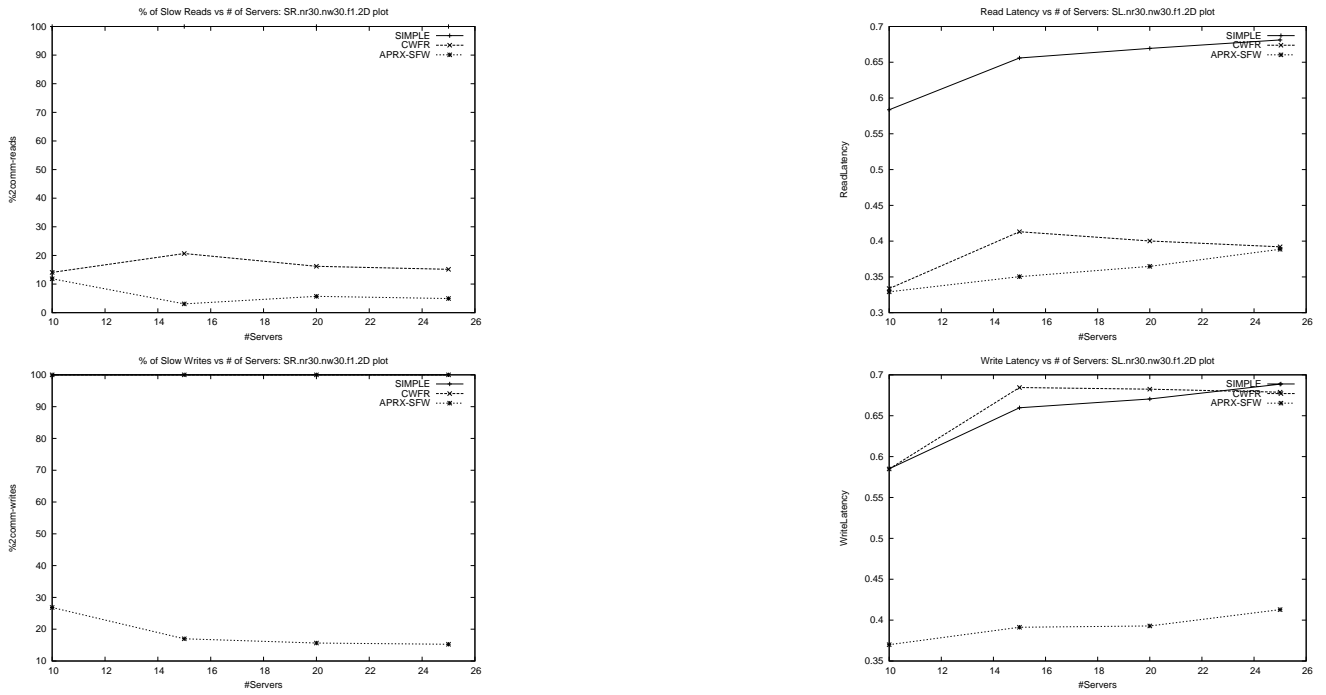 % of Slow Reads vs # of Servers: SR.nr30.nw30.f1.2D plot
100
90
80
70
60
50
40
30
20
10
0
%2comm-reads
SIMPLE
CWFR
APRX-SFW
10 12 14 16 18 20 22 24 26
#Servers
Read Latency vs # of Servers: SL.nr30.nw30.f1.2D plot
0.7
0.65
0.6
0.55
0.5
0.45
0.4
0.35
0.3
ReadLatency
SIMPLE
CWFR
APRX-SFW
10 12 14 16 18 20 22 24 26
#Servers
% of Slow Writes vs # of Servers: SR.nr30.nw30.f1.2D plot
100
90
80
70
60
50
40
30
20
10
%2comm-writes
SIMPLE
CWFR
APRX-SFW
10 12 14 16 18 20 22 24 26
#Servers
Write Latency vs # of Servers: SL.nr30.nw30.f1.2D plot
0.7
0.65
0.6
0.55
0.5
0.45
0.4
0.35
WriteLatency
SIMPLE
CWFR
APRX-SFW
10 12 14 16 18 20 22 24 26
#Servers